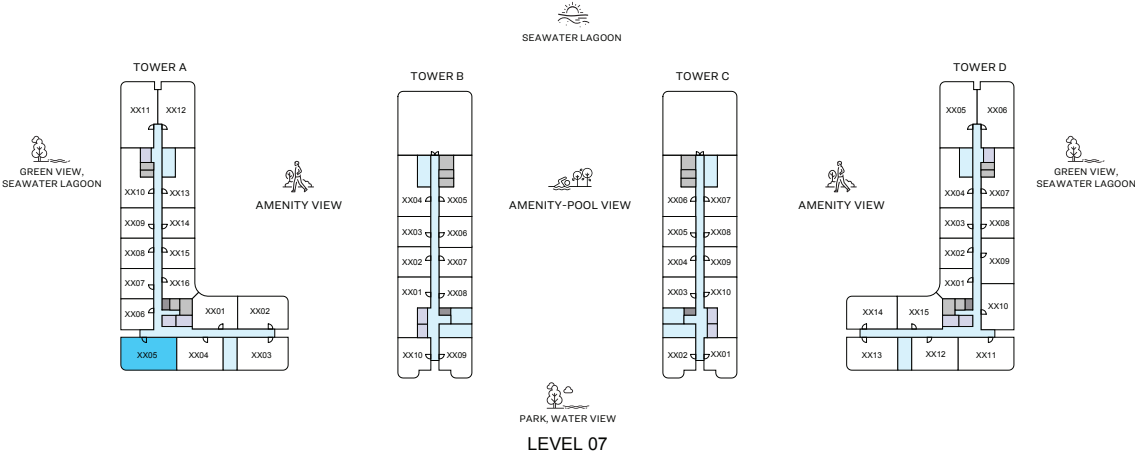 SEAWATER LAGOON
TOWER A
TOWER B
TOWER C
TOWER D
XX11
XX12
XX10
XX13
XX09
XX14
XX08
XX15
XX07
XX16
XX06
XX01
XX02
XX05
XX04
XX03
XX04
XX05
XX03
XX06
XX02
XX07
XX01
XX08
XX10
XX09
XX06
XX07
XX05
XX08
XX04
XX09
XX03
XX10
XX02
XX01
XX05
XX06
XX04
XX07
XX03
XX08
XX02
XX09
XX01
XX10
XX14
XX15
XX13
XX12
XX11
GREEN VIEW,
SEAWATER LAGOON
AMENITY VIEW
AMENITY-POOL VIEW
AMENITY VIEW
GREEN VIEW,
SEAWATER LAGOON
PARK, WATER VIEW
LEVEL 07